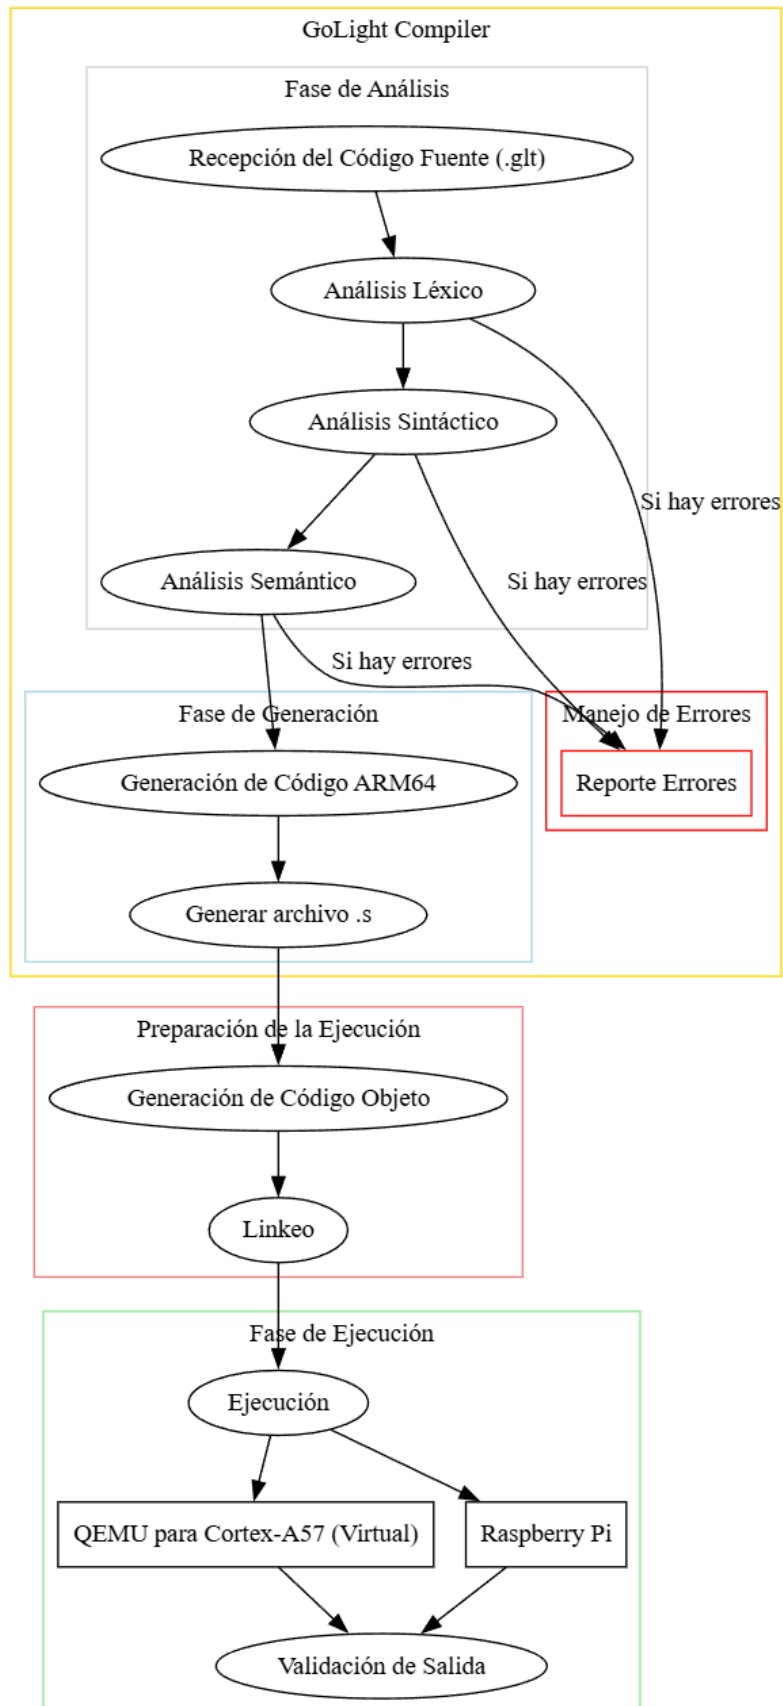 GoLight Compiler
Fase de Análisis
Recepción del Código Fuente (.glt)
Análisis Léxico
Análisis Sintáctico
Si hay errores
Análisis Semántico
Si hay errores
Si hay errores
Fase de Generación
Manejo de Errores
Generación de Código ARM64
Reporte Errores
Generar archivo .s
Preparación de la Ejecución
Generación de Código Objeto
Linkeo
Fase de Ejecución
Ejecución
QEMU para Cortex-A57 (Virtual)
Raspberry Pi
Validación de Salida